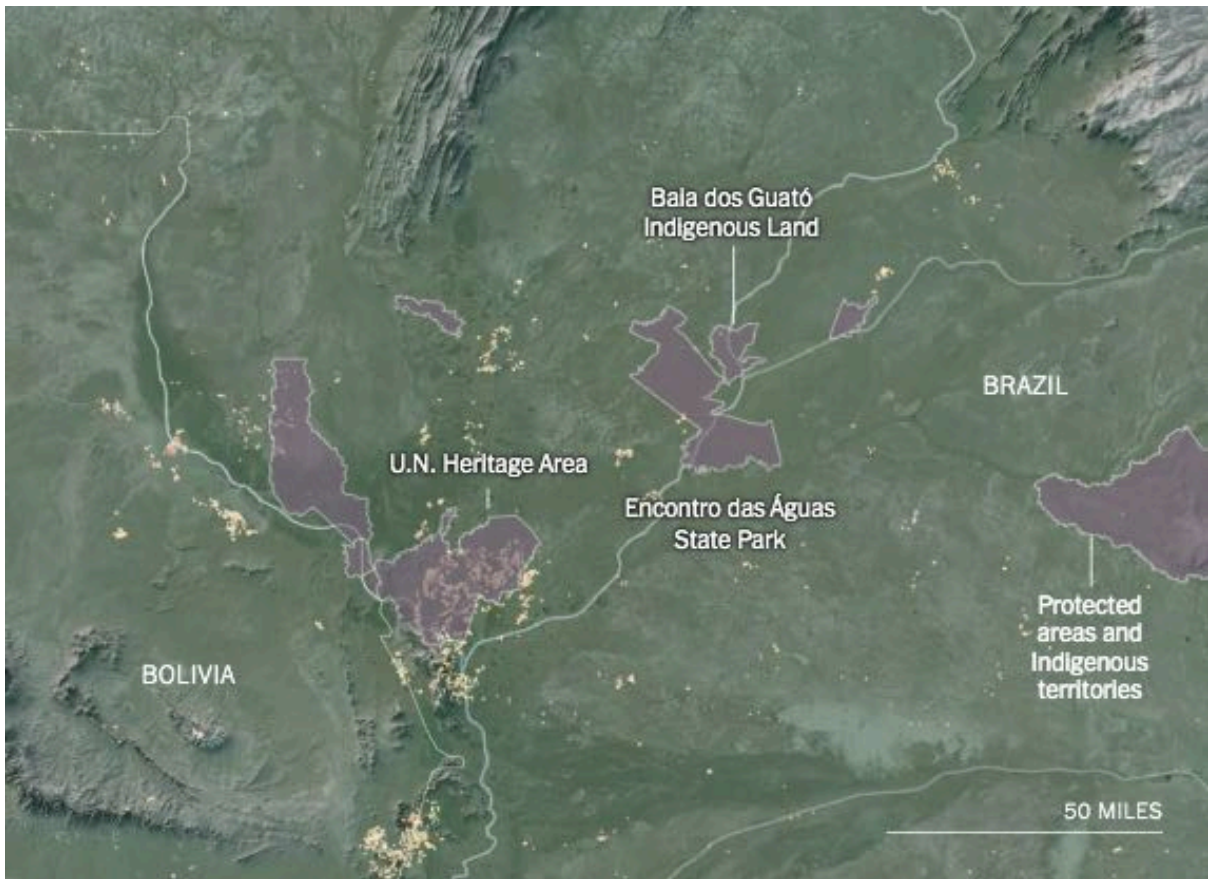 Baia dos Guató
Indigenous Land
BRAZIL
U.N. Heritage Area
Encontro das Águas
State Park
Protected
areas and
Indigenous
territories
BOLIVIA
50 MILES